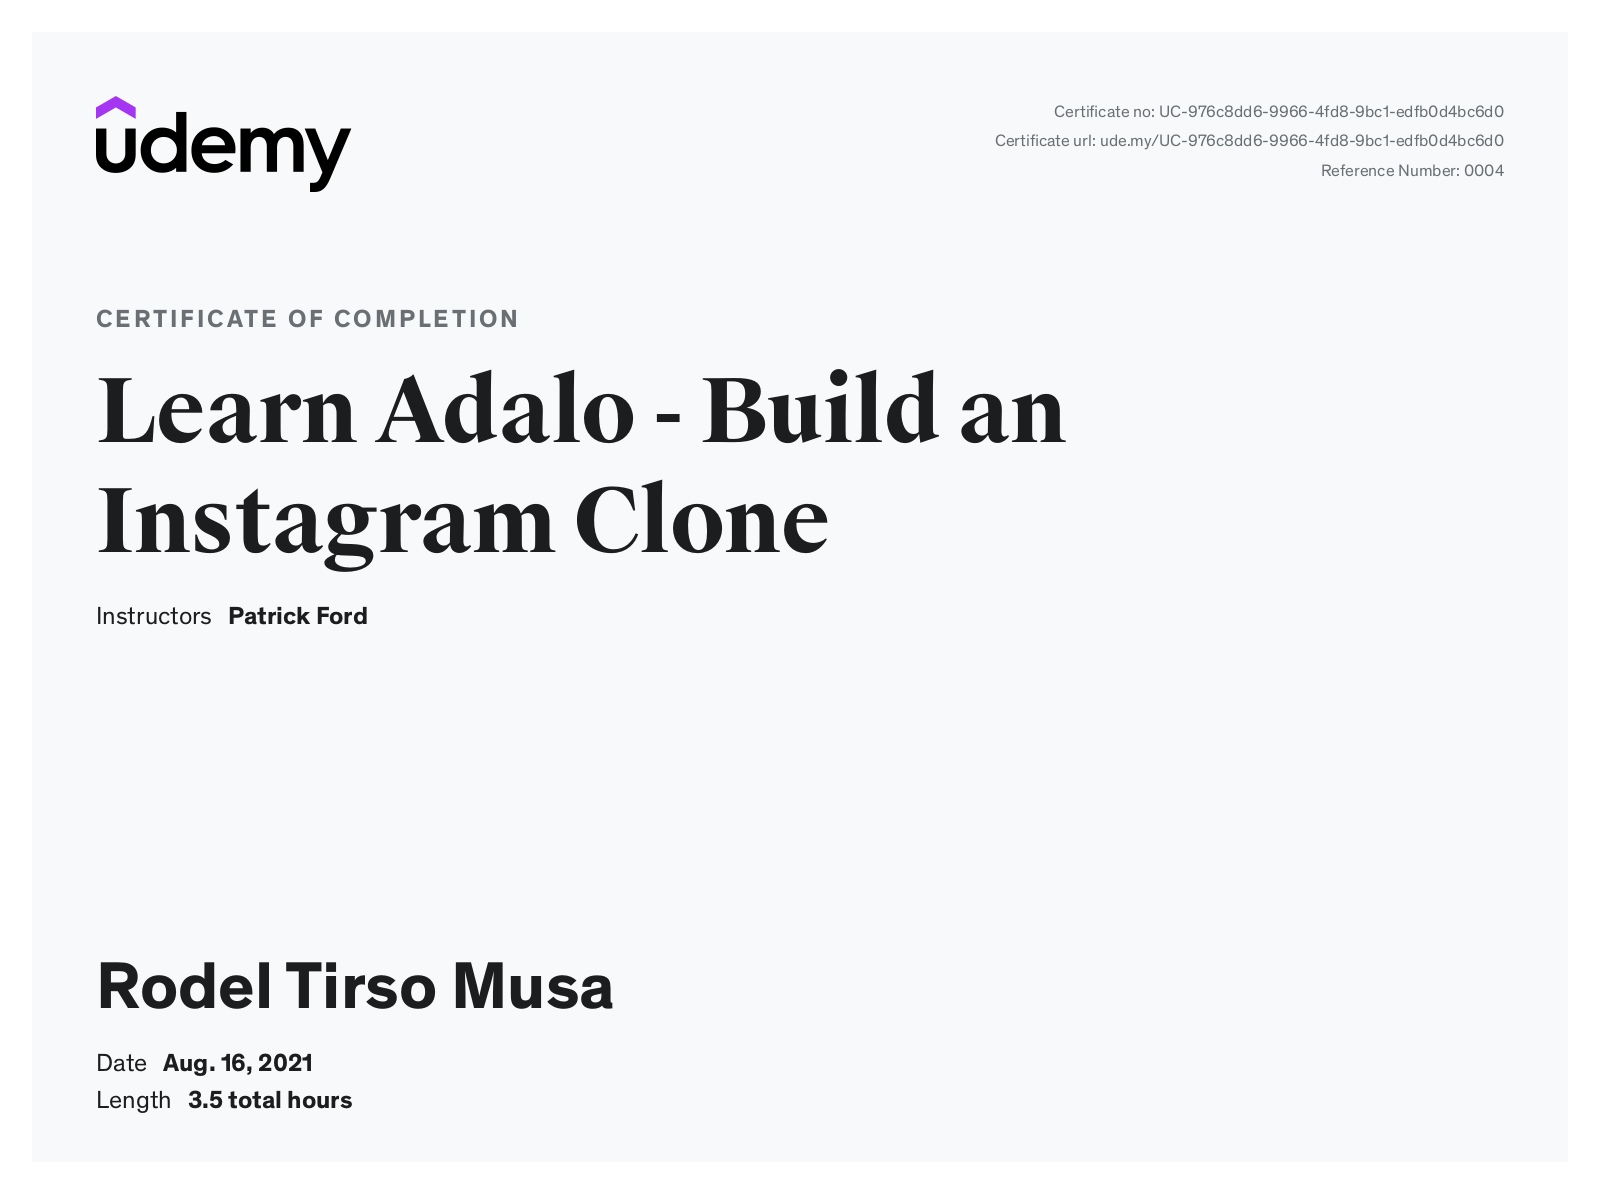 udemy
Certificate no: UC-976c8dd6-9966-4fd8-9bc1-edfb0d4bc6d0
Certificate url: ude.my/UC-976c8dd6-9966-4fd8-9bc1-edfb0d4bc6d0
Reference Number: 0004
CERTIFICATE OF COMPLETION
Learn Adalo - Build an
Instagram Clone
Instructors Patrick Ford
Rodel Tirso Musa
Date Aug. 16, 2021
Length 3.5 total hours